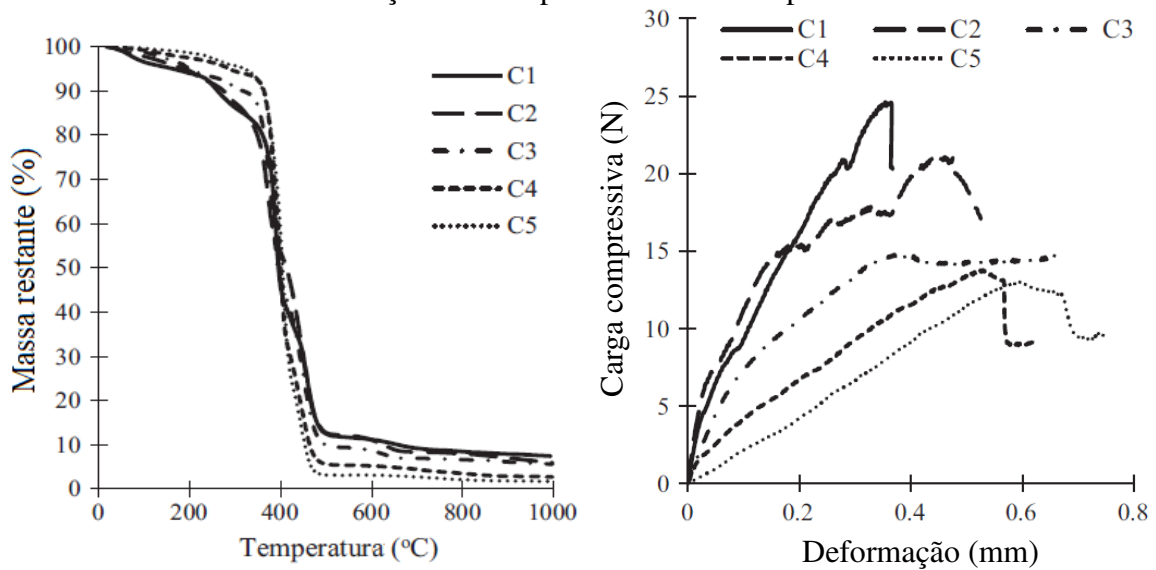 100
90
80
70
60
50
40
30
20
10
0
0 200 400 600 800 1000
Massa restante (%)
Temperatura (°C)
C1
C2
C3
C4
C5
30
25
20
15
10
5
0
0 0.2 0.4 0.6 0.8
Carga compressiva (N)
Deformação (mm)
C1 C2 C3
C4 C5